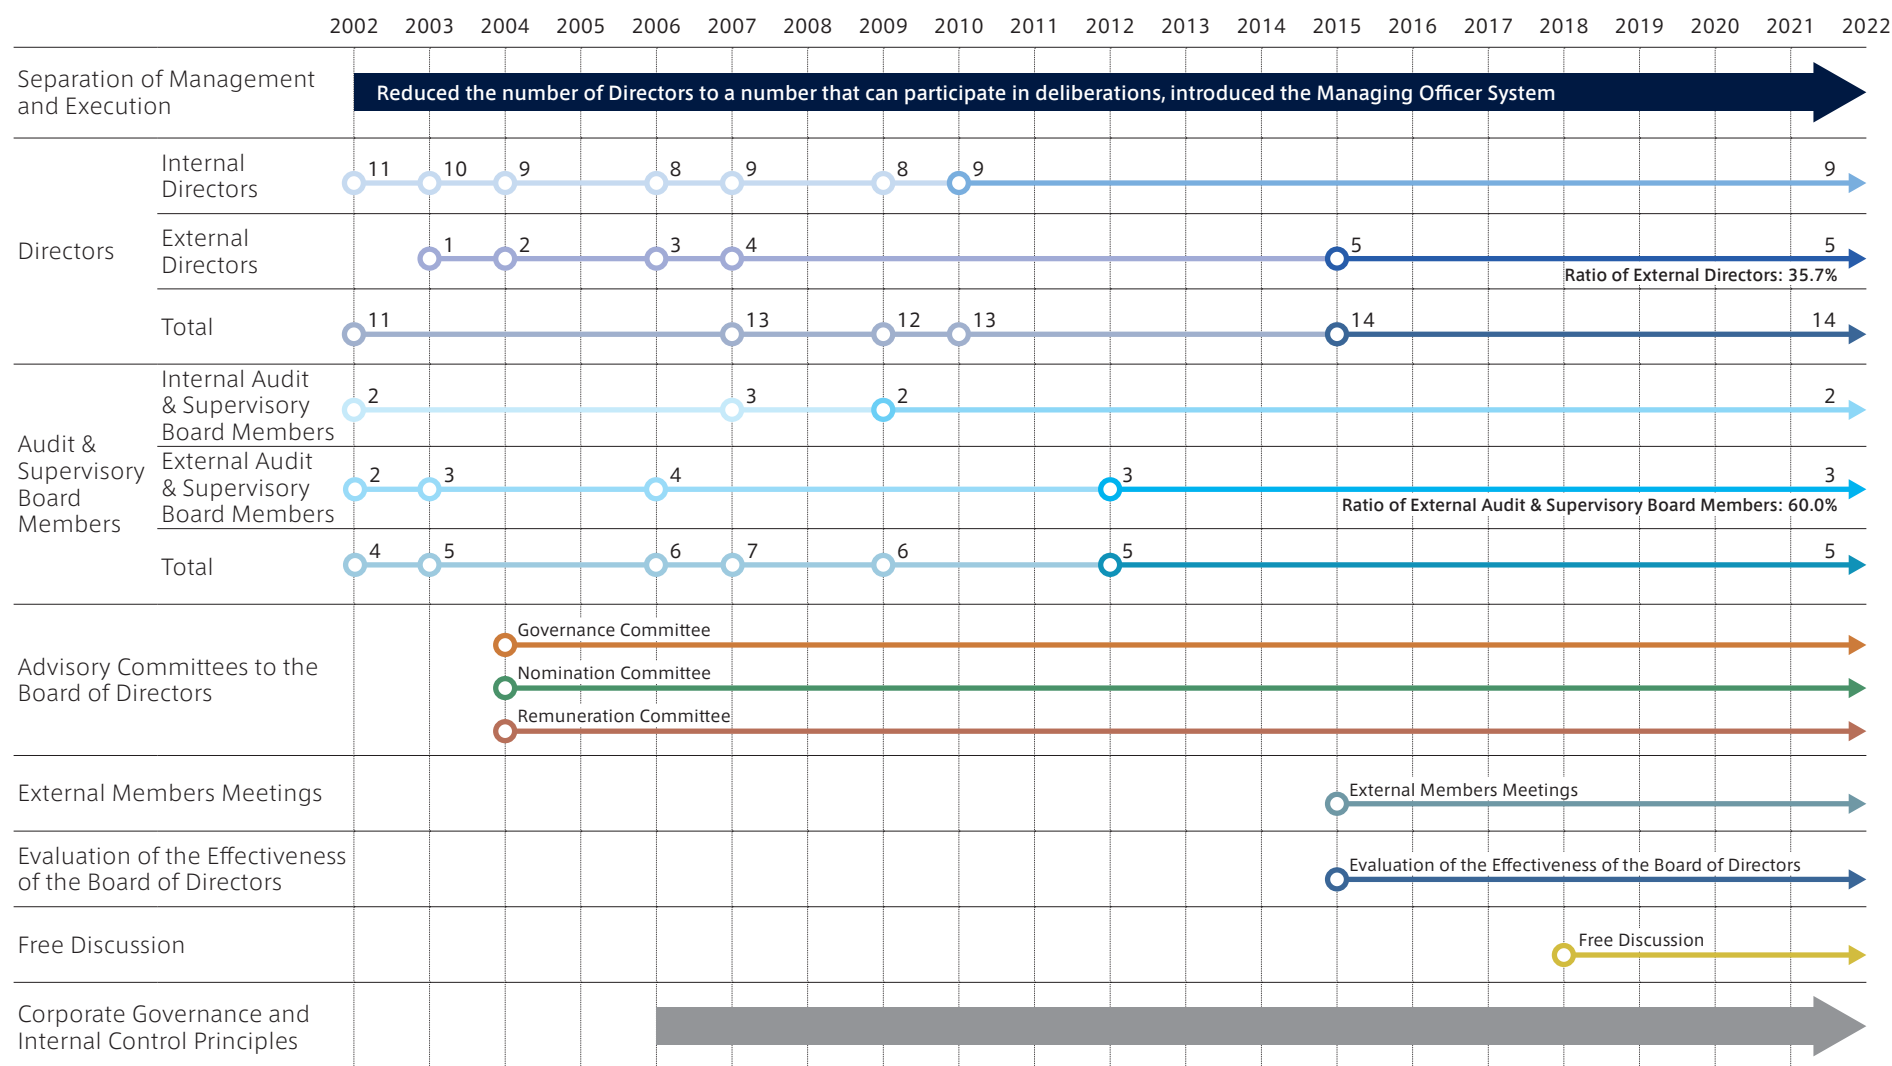 2002 2003 2004 2005 2006 2007 2008 2009 2010 2011 2012 2013 2014 2015 2016 2017 2018 2019 2020 2021 2022
Separation of Management
and Execution
Reduced the number of Directors to a number that can participate in deliberations, introduced the Managing Officer System
Directors
Internal
Directors
11 10 9 8 9 8 9 9
External
Directors
1 2 3 4 5 5
Ratio of External Directors: 35.7%
Total
11 13 12 13 14 14
Audit &
Supervisory
Board
Members
Internal Audit
& Supervisory
Board Members
2 3 2 2
External Audit
& Supervisory
Board Members
2 3 4 3 3
Ratio of External Audit & Supervisory Board Members: 60.0%
Total
4 5 6 7 6 5 5
Advisory Committees to the
Board of Directors
Governance Committee
Nomination Committee
Remuneration Committee
External Members Meetings
External Members Meetings
Evaluation of the Effectiveness
of the Board of Directors
Evaluation of the Effectiveness of the Board of Directors
Free Discussion
Free Discussion
Corporate Governance and
Internal Control Principles